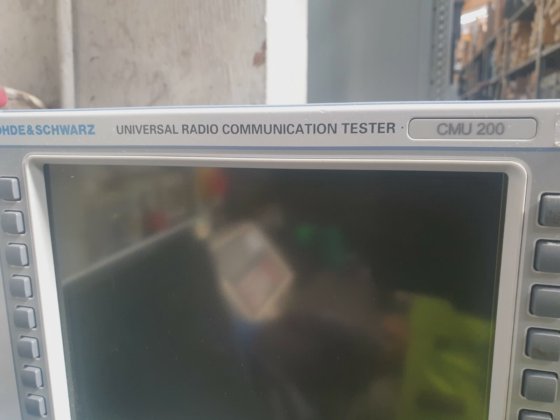 OHDE&SCHWARZ UNIVERSAL RADIO COMMUNICATION TESTER · CMU 200